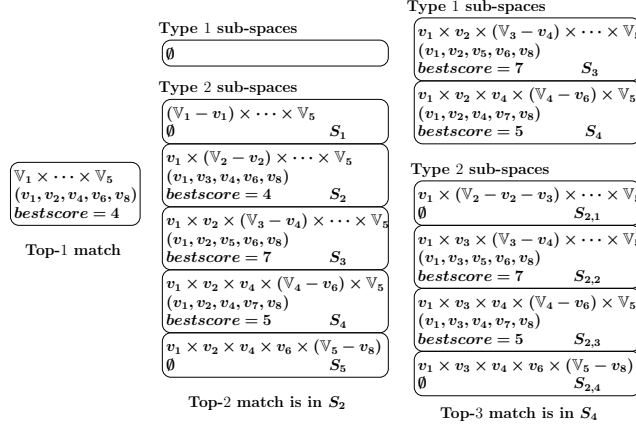 𝕍₁ × ⋯ × 𝕍₅
(v₁, v₂, v₄, v₆, v₈)
bestscore = 4
Top-1 match
Type 1 sub-spaces
∅
Type 2 sub-spaces
(𝕍₁ − v₁) × ⋯ × 𝕍₅
∅ S₁
v₁ × (𝕍₂ − v₂) × ⋯ × 𝕍₅
(v₁, v₃, v₄, v₆, v₈)
bestscore = 4 S₂
v₁ × v₂ × (𝕍₃ − v₄) × ⋯ × 𝕍₅
(v₁, v₂, v₅, v₆, v₈)
bestscore = 7 S₃
v₁ × v₂ × v₄ × (𝕍₄ − v₆) × 𝕍₅
(v₁, v₂, v₄, v₇, v₈)
bestscore = 5 S₄
v₁ × v₂ × v₄ × v₆ × (𝕍₅ − v₈)
∅ S₅
Top-2 match is in S₂
Type 1 sub-spaces
v₁ × v₂ × (𝕍₃ − v₄) × ⋯ × 𝕍₅
(v₁, v₂, v₅, v₆, v₈)
bestscore = 7 S₃
v₁ × v₂ × v₄ × (𝕍₄ − v₆) × 𝕍₅
(v₁, v₂, v₄, v₇, v₈)
bestscore = 5 S₄
Type 2 sub-spaces
v₁ × (𝕍₂ − v₂ − v₃) × ⋯ × 𝕍₅
∅ S₂,₁
v₁ × v₃ × (𝕍₃ − v₄) × ⋯ × 𝕍₅
(v₁, v₃, v₅, v₆, v₈)
bestscore = 7 S₂,₂
v₁ × v₃ × v₄ × (𝕍₄ − v₆) × 𝕍₅
(v₁, v₃, v₄, v₇, v₈)
bestscore = 5 S₂,₃
v₁ × v₃ × v₄ × v₆ × (𝕍₅ − v₈)
∅ S₂,₄
Top-3 match is in S₄